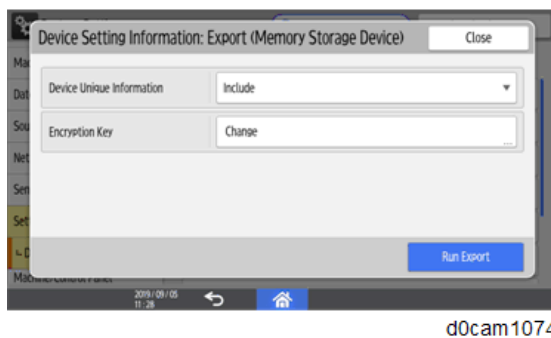 Device Setting Information: Export (Memory Storage Device)
Close
Device Unique Information
Include
Encryption Key
Change
Run Export
2019 / 09 / 05
11 : 28
d0cam1074